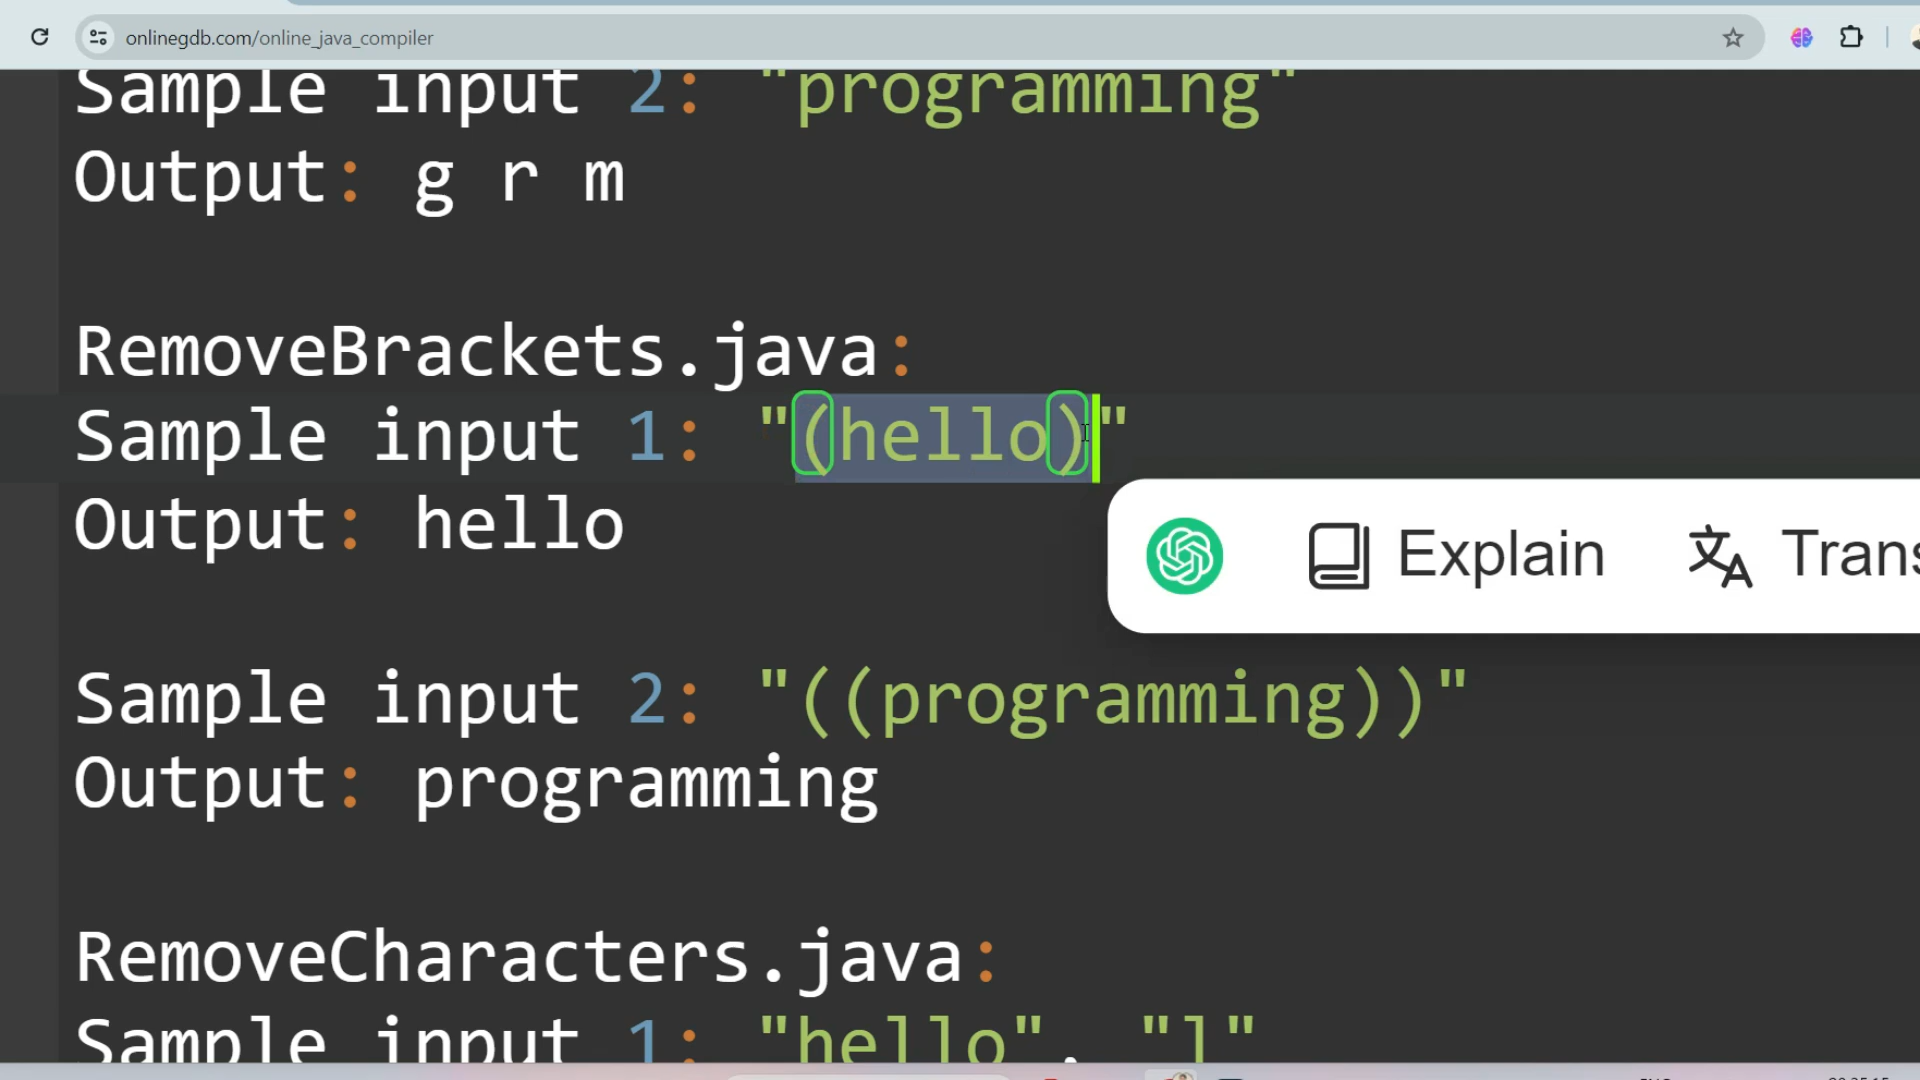 onlinegdb.com/online_java_compiler
Sample input 2: "programming"
Output: g r m
RemoveBrackets.java:
Sample input 1: "(hello)"
Output: hello
Explain
Sample input 2: "((programming))"
Output: programming
RemoveCharacters.java:
Sample input 1: "hello", "l"